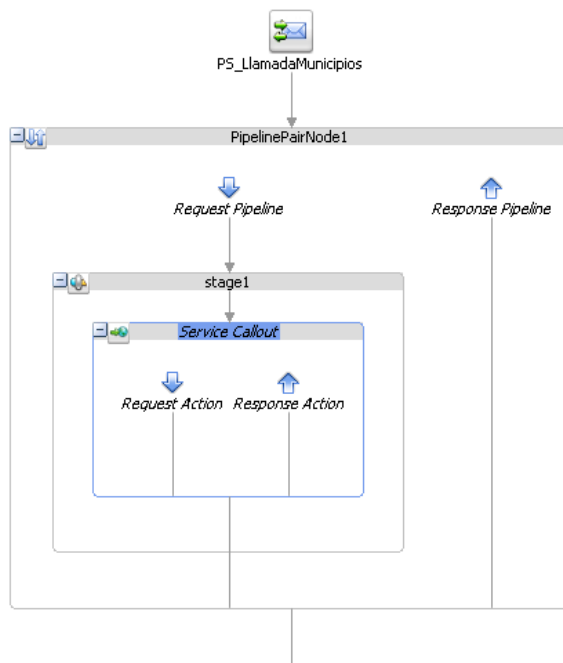 PS_LlamadaMunicipios
PipelinePairNode1
Request Pipeline
Response Pipeline
stage1
Service Callout
Request Action
Response Action